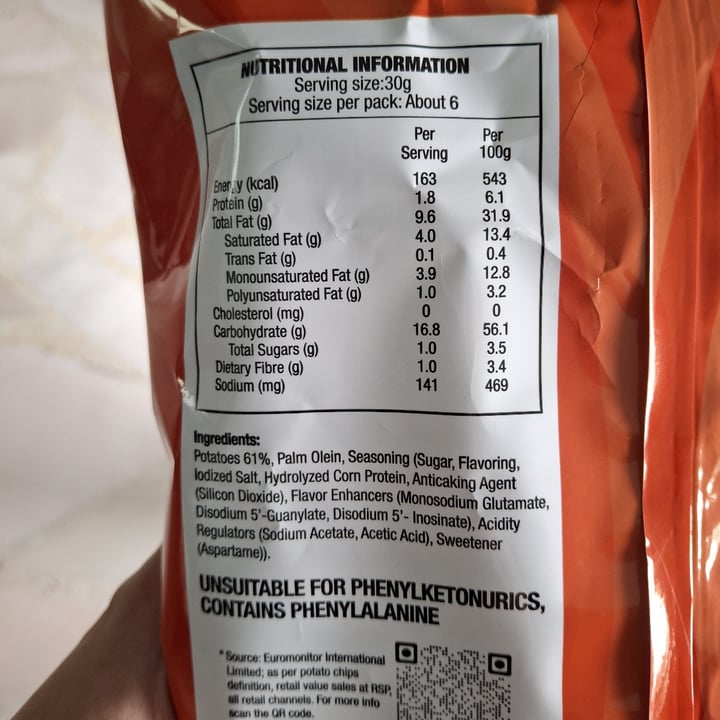 NUTRITIONAL INFORMATION
Serving size:30g
Serving size per pack: About 6
Per Serving Per 100g
Energy (kcal) 163 543
Protein (g) 1.8 6.1
Total Fat (g) 9.6 31.9
Saturated Fat (g) 4.0 13.4
Trans Fat (g) 0.1 0.4
Monounsaturated Fat (g) 3.9 12.8
Polyunsaturated Fat (g) 1.0 3.2
Cholesterol (mg) 0 0
Carbohydrate (g) 16.8 56.1
Total Sugars (g) 1.0 3.5
Dietary Fibre (g) 1.0 3.4
Sodium (mg) 141 469
Ingredients:
Potatoes 61%, Palm Olein, Seasoning (Sugar, Flavoring,
Iodized Salt, Hydrolyzed Corn Protein, Anticaking Agent
(Silicon Dioxide), Flavor Enhancers (Monosodium Glutamate,
Disodium 5'-Guanylate, Disodium 5'- Inosinate), Acidity
Regulators (Sodium Acetate, Acetic Acid), Sweetener
(Aspartame)).
UNSUITABLE FOR PHENYLKETONURICS,
CONTAINS PHENYLALANINE
*Source: Euromonitor International
Limited; as per potato chips
definition, retail value sales at RSP,
all retail channels. For more info
scan the QR code.